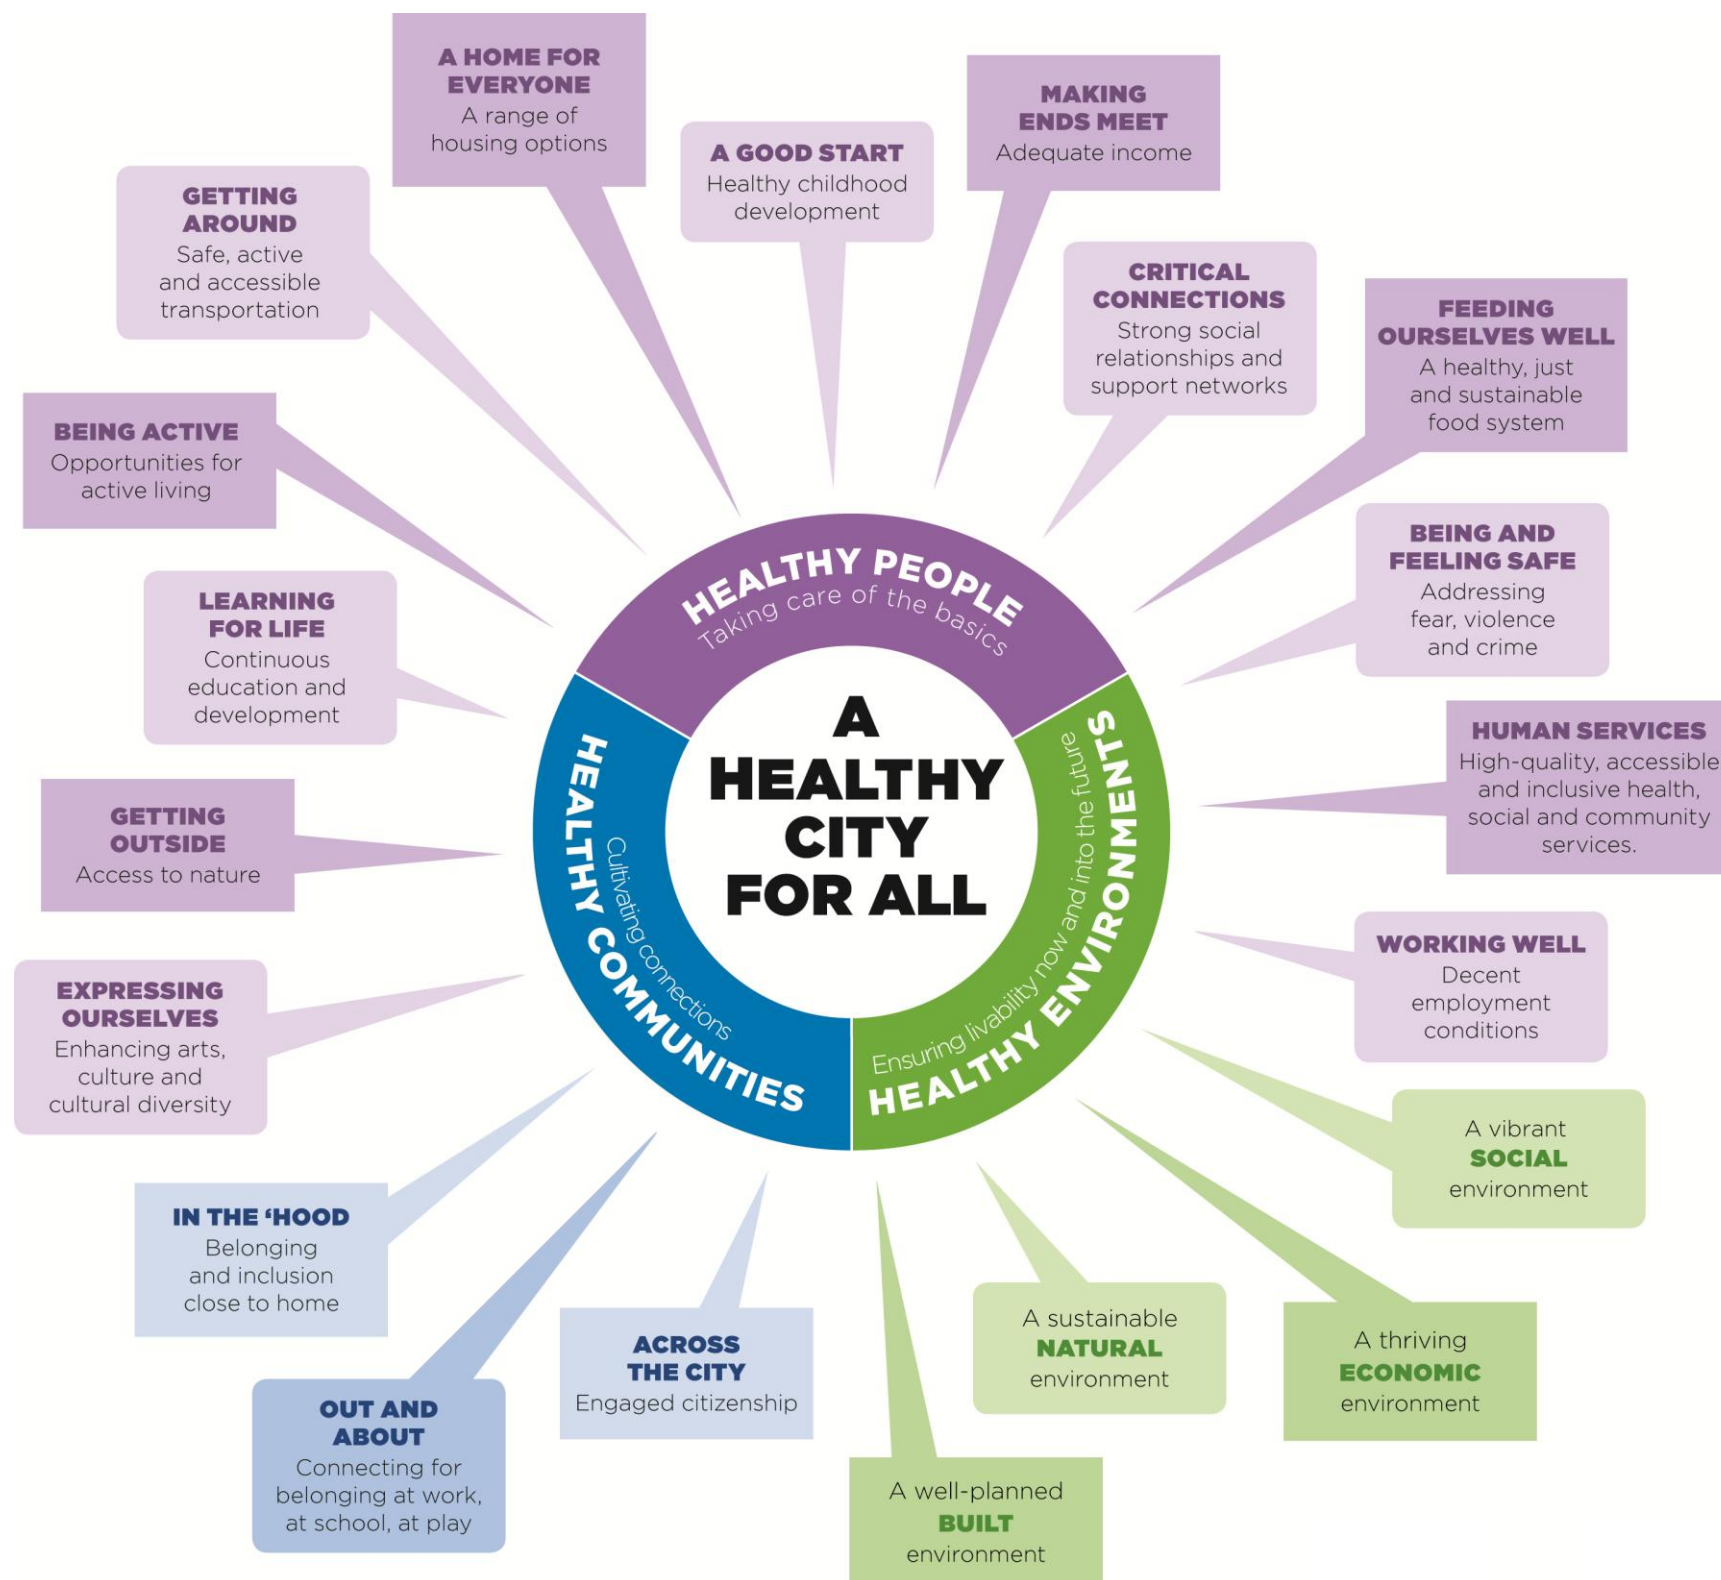 A HOME FOR
EVERYONE
A range of
housing options
MAKING
ENDS MEET
Adequate income
A GOOD START
Healthy childhood
development
GETTING
AROUND
Safe, active
and accessible
transportation
CRITICAL
CONNECTIONS
Strong social
relationships and
support networks
FEEDING
OURSELVES WELL
A healthy, just
and sustainable
food system
BEING ACTIVE
Opportunities for
active living
BEING AND
FEELING SAFE
Addressing
fear, violence
and crime
LEARNING
FOR LIFE
Continuous
education and
development
HEALTHY PEOPLE
Taking care of the basics
A
HEALTHY
CITY
FOR ALL
HEALTHY COMMUNITIES
Cultivating connections
Ensuring livability now and into the future
HEALTHY ENVIRONMENTS
HUMAN SERVICES
High-quality, accessible
and inclusive health,
social and community
services.
GETTING
OUTSIDE
Access to nature
WORKING WELL
Decent
employment
conditions
EXPRESSING
OURSELVES
Enhancing arts,
culture and
cultural diversity
A vibrant
SOCIAL
environment
IN THE ‘HOOD
Belonging
and inclusion
close to home
A sustainable
NATURAL
environment
A thriving
ECONOMIC
environment
ACROSS
THE CITY
Engaged citizenship
OUT AND
ABOUT
Connecting for
belonging at work,
at school, at play
A well-planned
BUILT
environment